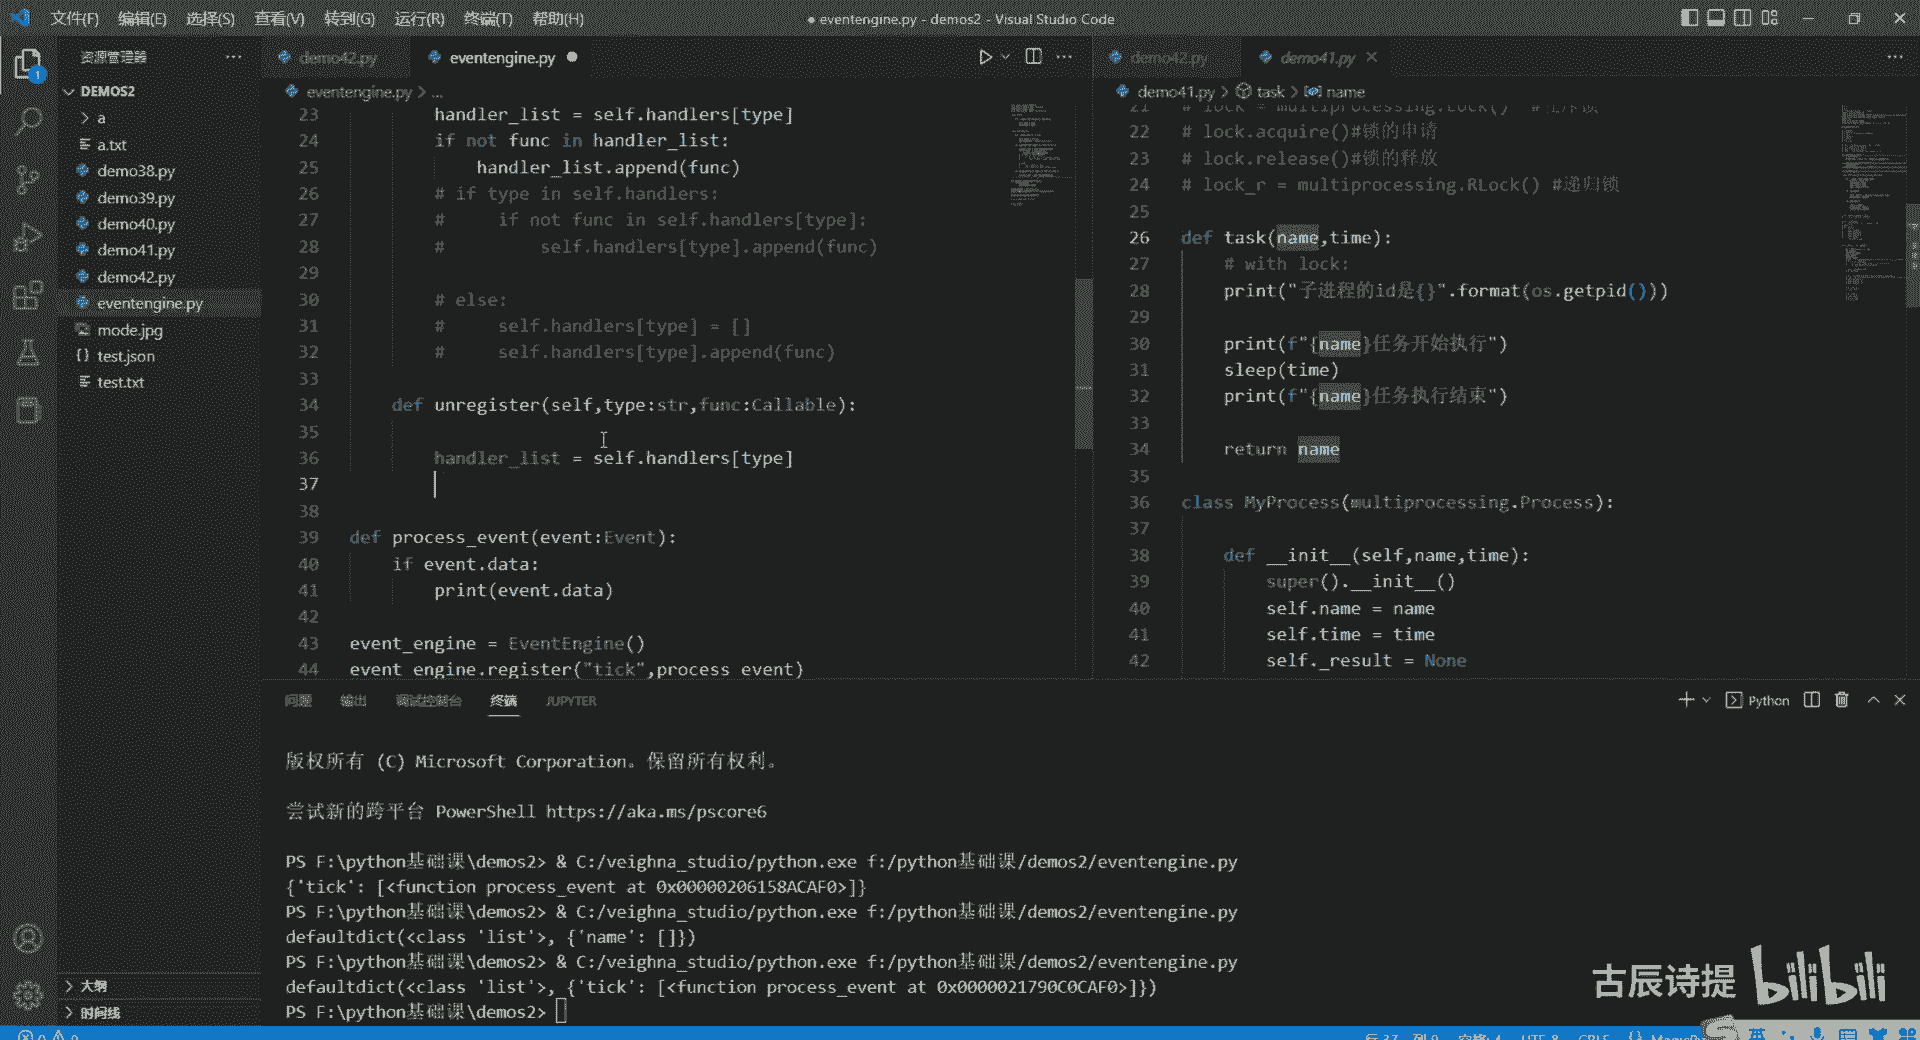 文件(F) 编辑(E) 选择(S) 查看(V) 转到(G) 运行(R) 终端(T) 帮助(H)
● eventengine.py - demos2 - Visual Studio Code
资源管理器
1
DEMOS2
a
a.txt
demo38.py
demo39.py
demo40.py
demo41.py
demo42.py
eventengine.py
mode.jpg
{} test.json
test.txt
大纲
时间线
demo42.py eventengine.py ●
eventengine.py > ...
23 handler_list = self.handlers[type]
24 if not func in handler_list:
25 handler_list.append(func)
26 # if type in self.handlers:
27 #     if not func in self.handlers[type]:
28 #         self.handlers[type].append(func)
29
30 # else:
31 #     self.handlers[type] = []
32 #     self.handlers[type].append(func)
33
34 def unregister(self,type:str,func:Callable):
35
36 handler_list = self.handlers[type]
37
38
39 def process_event(event:Event):
40 if event.data:
41 print(event.data)
42
43 event_engine = EventEngine()
44 event_engine.register("tick",process_event)
demo42.py demo41.py
demo41.py > task > name
21 # lock = multiprocessing.Lock()
22 # lock.acquire()#锁的申请
23 # lock.release()#锁的释放
24 # lock_r = multiprocessing.RLock() #递归锁
25
26 def task(name,time):
27 # with lock:
28 print("子进程的id是{}".format(os.getpid()))
29
30 print(f"{name}任务开始执行")
31 sleep(time)
32 print(f"{name}任务执行结束")
33
34 return name
35
36 class MyProcess(multiprocessing.Process):
37
38 def __init__(self,name,time):
39 super().__init__()
40 self.name = name
41 self.time = time
42 self._result = None
问题 输出 调试控制台 终端 JUPYTER
Python
版权所有 (C) Microsoft Corporation。保留所有权利。
尝试新的跨平台 PowerShell https://aka.ms/pscore6
PS F:\python基础课\demos2> & C:/veighna_studio/python.exe f:/python基础课/demos2/eventengine.py
{'tick': [<function process_event at 0x00000206158ACAF0>]}
PS F:\python基础课\demos2> & C:/veighna_studio/python.exe f:/python基础课/demos2/eventengine.py
defaultdict(<class 'list'>, {'name': []})
PS F:\python基础课\demos2> & C:/veighna_studio/python.exe f:/python基础课/demos2/eventengine.py
defaultdict(<class 'list'>, {'tick': [<function process_event at 0x0000021790C0CAF0>]})
PS F:\python基础课\demos2>
古辰诗提 bilibili